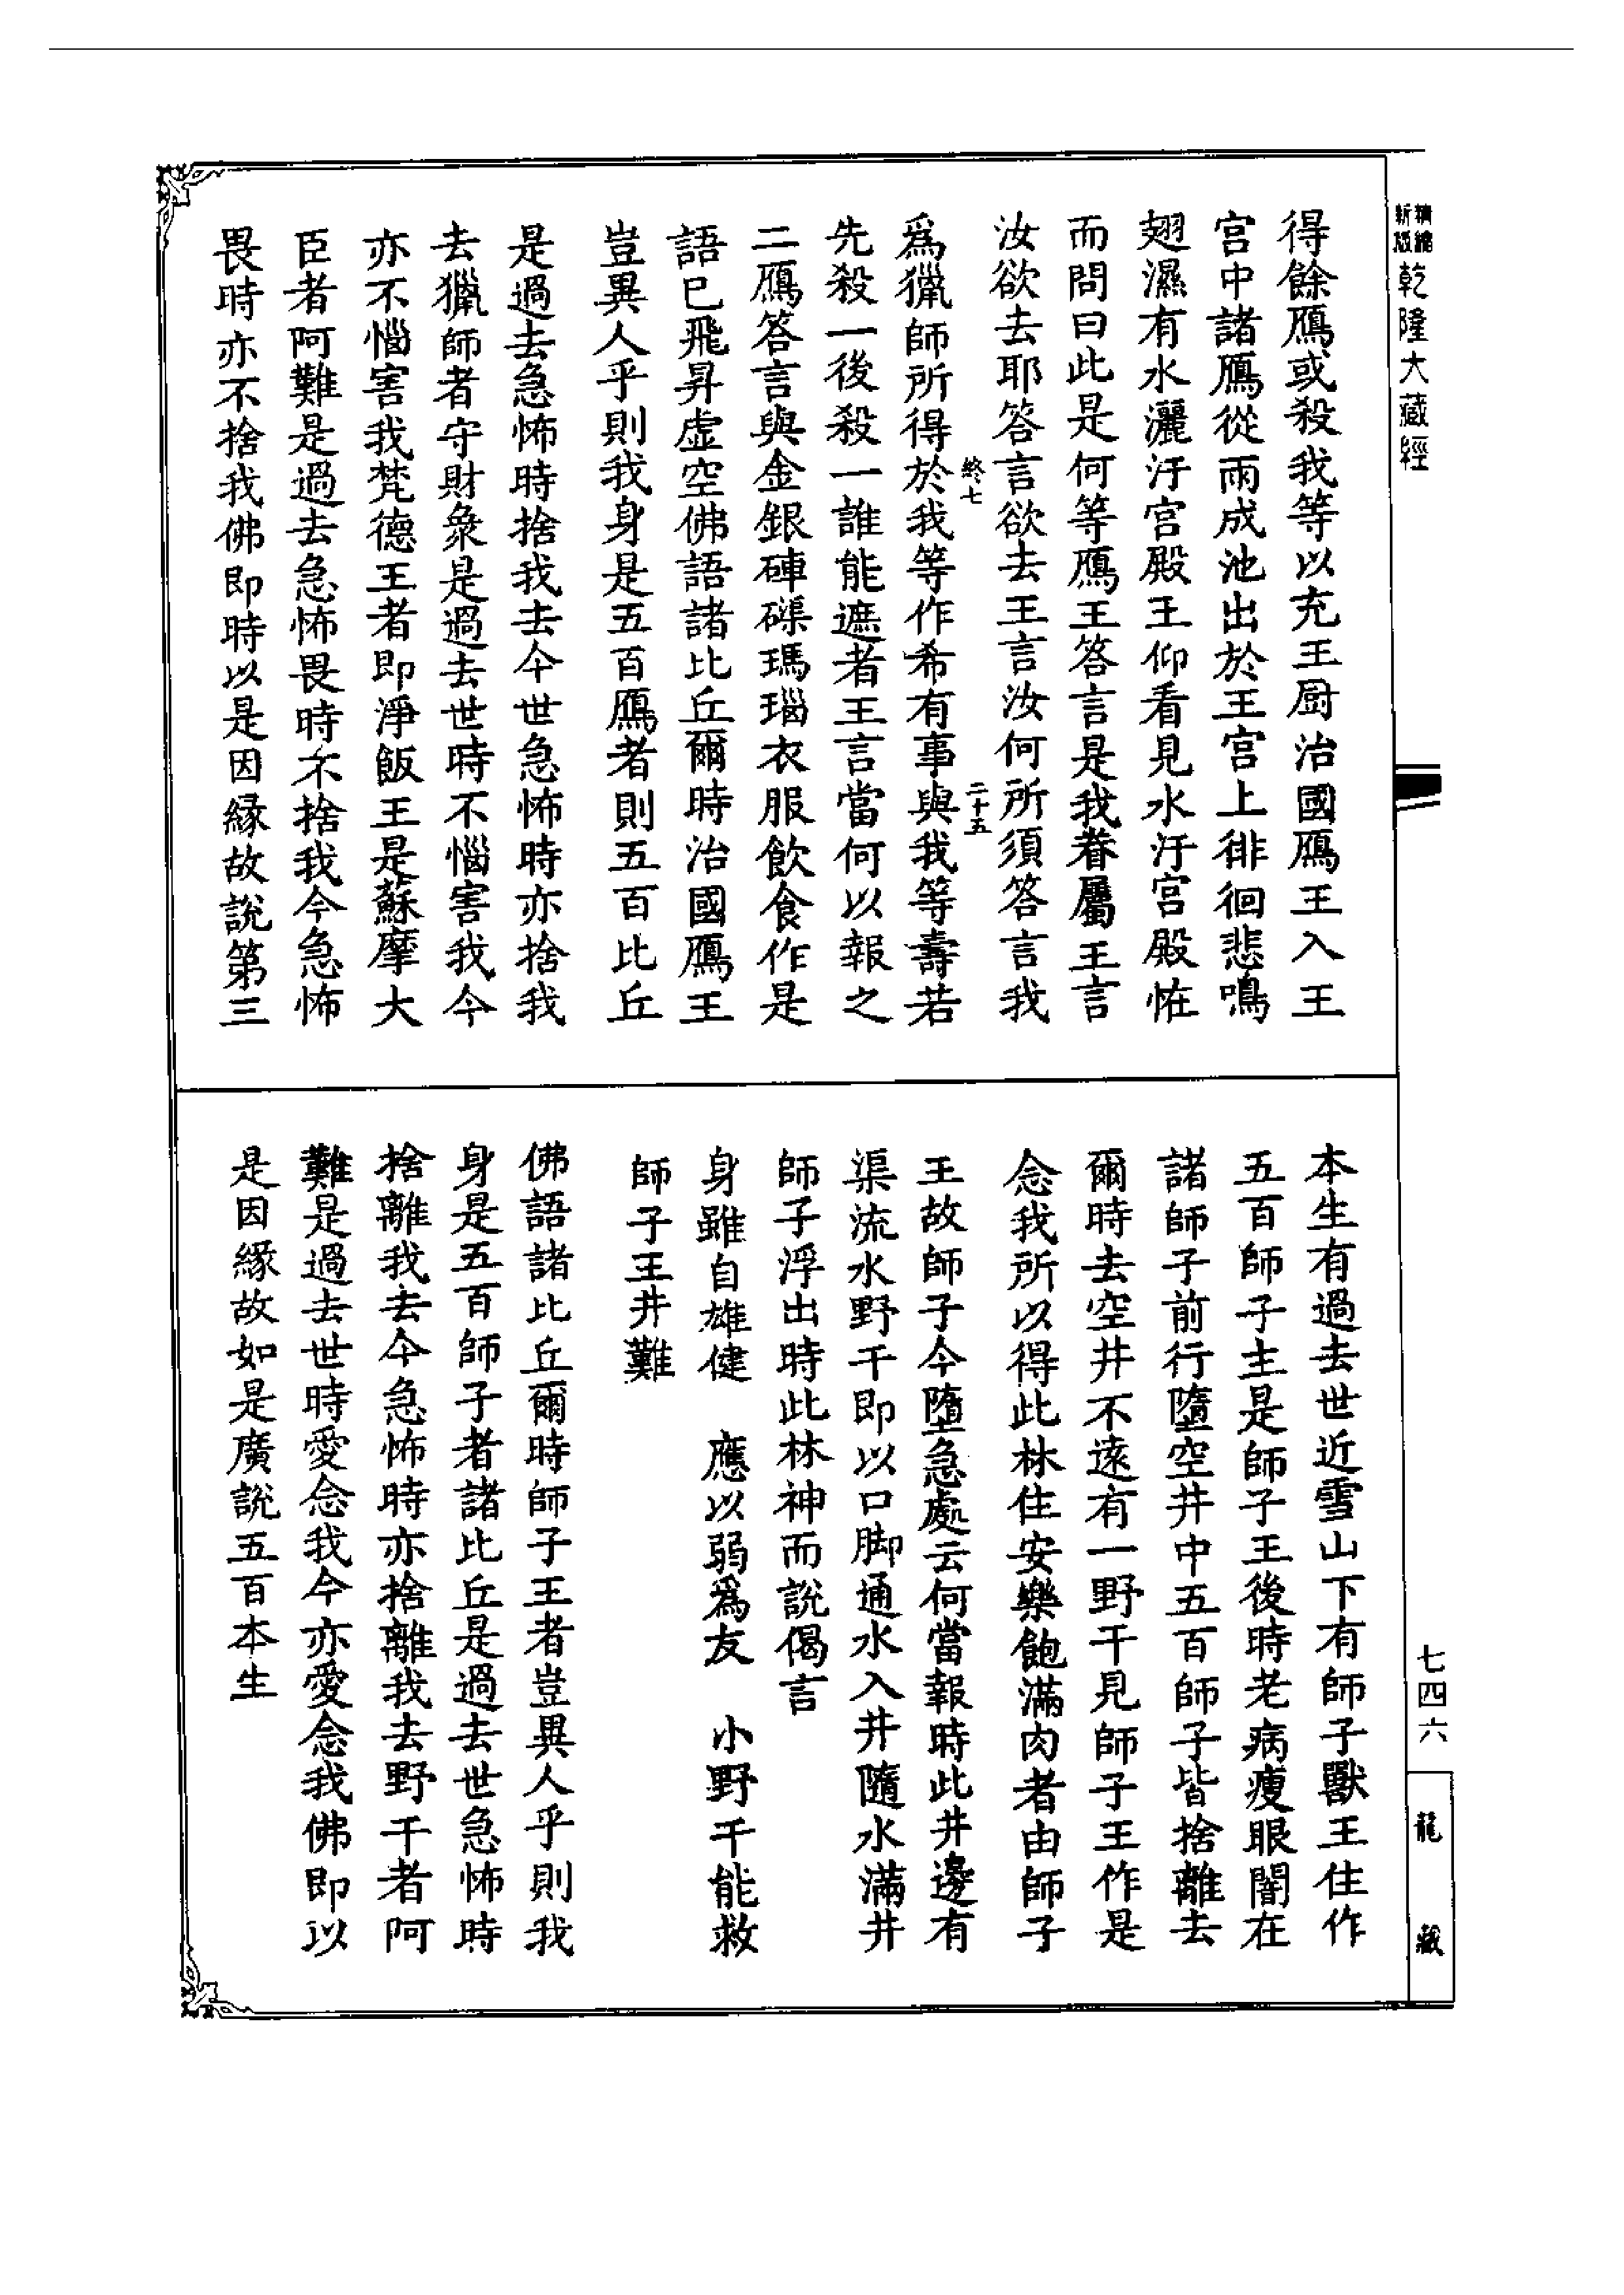 精縮新版乾隆大藏經
得餘鴈或殺我等以充王厨治國鴈王入王
宮中諸鴈從雨成池出於王宮上徘徊悲鳴
翅濕有水灑汙宮殿王仰看見水汙宮殿恠
而問曰此是何等鴈王答言是我眷屬王言
汝欲去耶答言欲去王言汝何所須答言我
終七 二十五
爲獵師所得於我等作希有事與我等壽若
先殺一後殺一誰能遮者王言當何以報之
二鴈答言與金銀硨磲瑪瑙衣服飲食作是
語已飛昇虛空佛語諸比丘爾時治國鴈王
豈異人乎則我身是五百鴈者則五百比丘
是過去急怖時捨我去今世急怖時亦捨我
去獵師者守財衆是過去世時不惱害我今
亦不惱害我梵德王者即淨飯王是蘇摩大
臣者阿難是過去急怖畏時不捨我今急怖
畏時亦不捨我佛即時以是因緣故說第三
本生有過去世近雪山下有師子獸王住作
五百師子主是師子王後時老病瘦眼闇在
諸師子前行墮空井中五百師子皆捨離去
爾時去空井不遠有一野干見師子王作是
念我所以得此林住安樂飽滿肉者由師子
王故師子今墮急處云何當報時此井邊有
渠流水野干即以口脚通水入井隨水滿井
師子浮出時此林神而說偈言
身雖自雄健　應以弱爲友　小野干能救
師子王井難
佛語諸比丘爾時師子王者豈異人乎則我
身是五百師子者諸比丘是過去世急怖時
捨離我去今急怖時亦捨離我去野干者阿
難是過去世時愛念我今亦愛念我佛即以
是因緣故如是廣說五百本生
七四六
龍藏